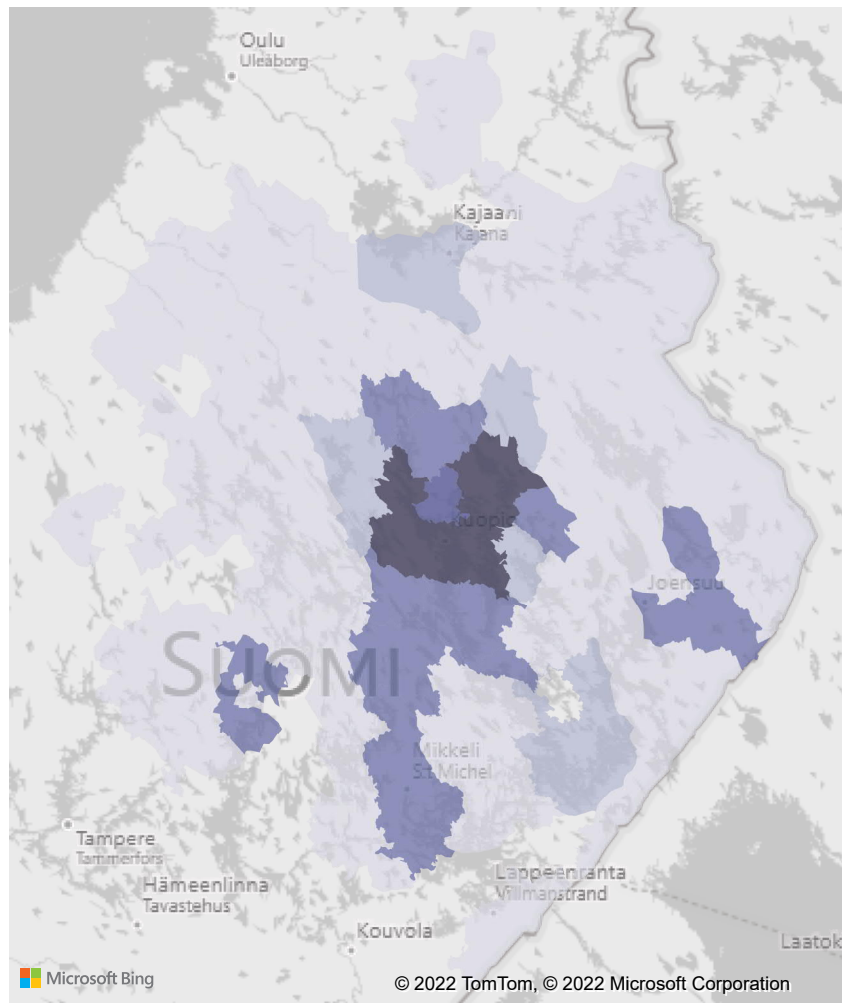 Oulu
Uleåborg
Kajaani
Kajana
Kuopio
Joensuu
SUOMI
Mikkeli
S:t Michel
Tampere
Tammerfors
Hämeenlinna
Tavastehus
Lappeenranta
Villmanstrand
Kouvola
Laatok
Microsoft Bing
© 2022 TomTom, © 2022 Microsoft Corporation